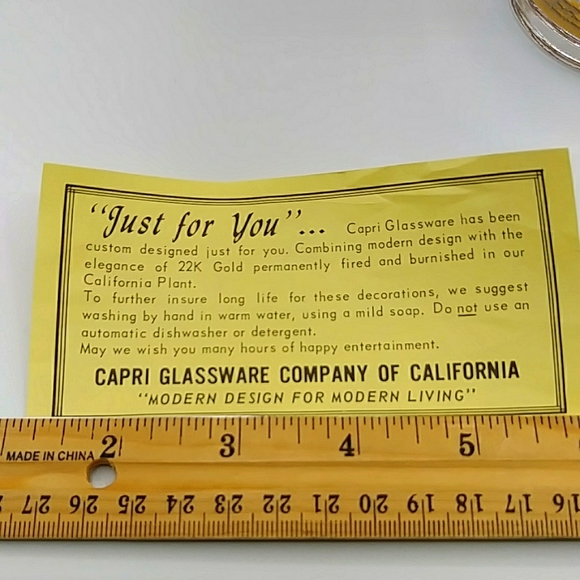 "Just for You"... Capri Glassware has been
custom designed just for you. Combining modern design with the
elegance of 22K Gold permanently fired and burnished in our
California Plant.
To further insure long life for these decorations, we suggest
washing by hand in warm water, using a mild soap. Do not use an
automatic dishwasher or detergent.
May we wish you many hours of happy entertainment.
CAPRI GLASSWARE COMPANY OF CALIFORNIA
"MODERN DESIGN FOR MODERN LIVING"
MADE IN CHINA 2 3 4 5
27 26 25 24 23 22 21 20 19 18 17 16